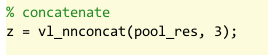 % concatenate
z = vl_nnconcat(pool_res, 3);